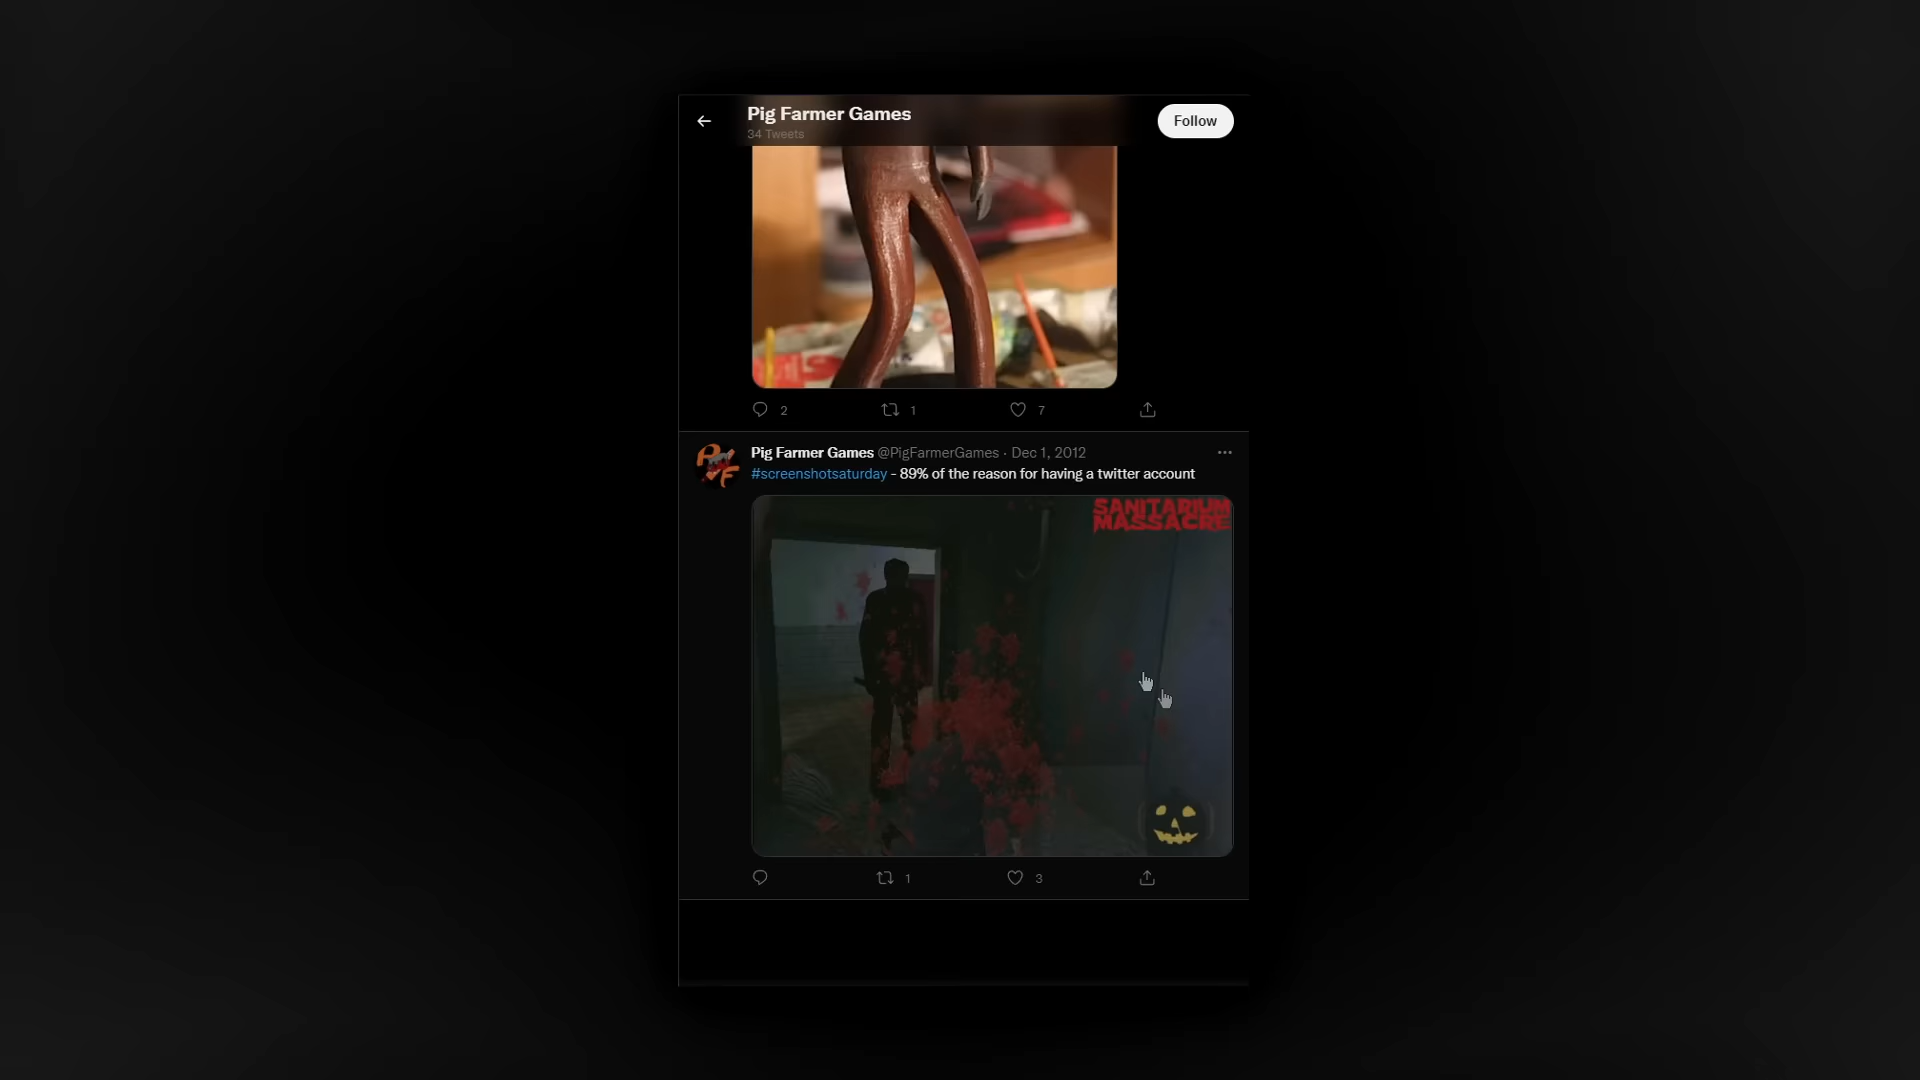 Pig Farmer Games
34 Tweets
Follow
2
1
7
Pig Farmer Games @PigFarmerGames · Dec 1, 2012
#screenshotsaturday - 89% of the reason for having a twitter account
SANITARIUM
MASSACRE
1
3